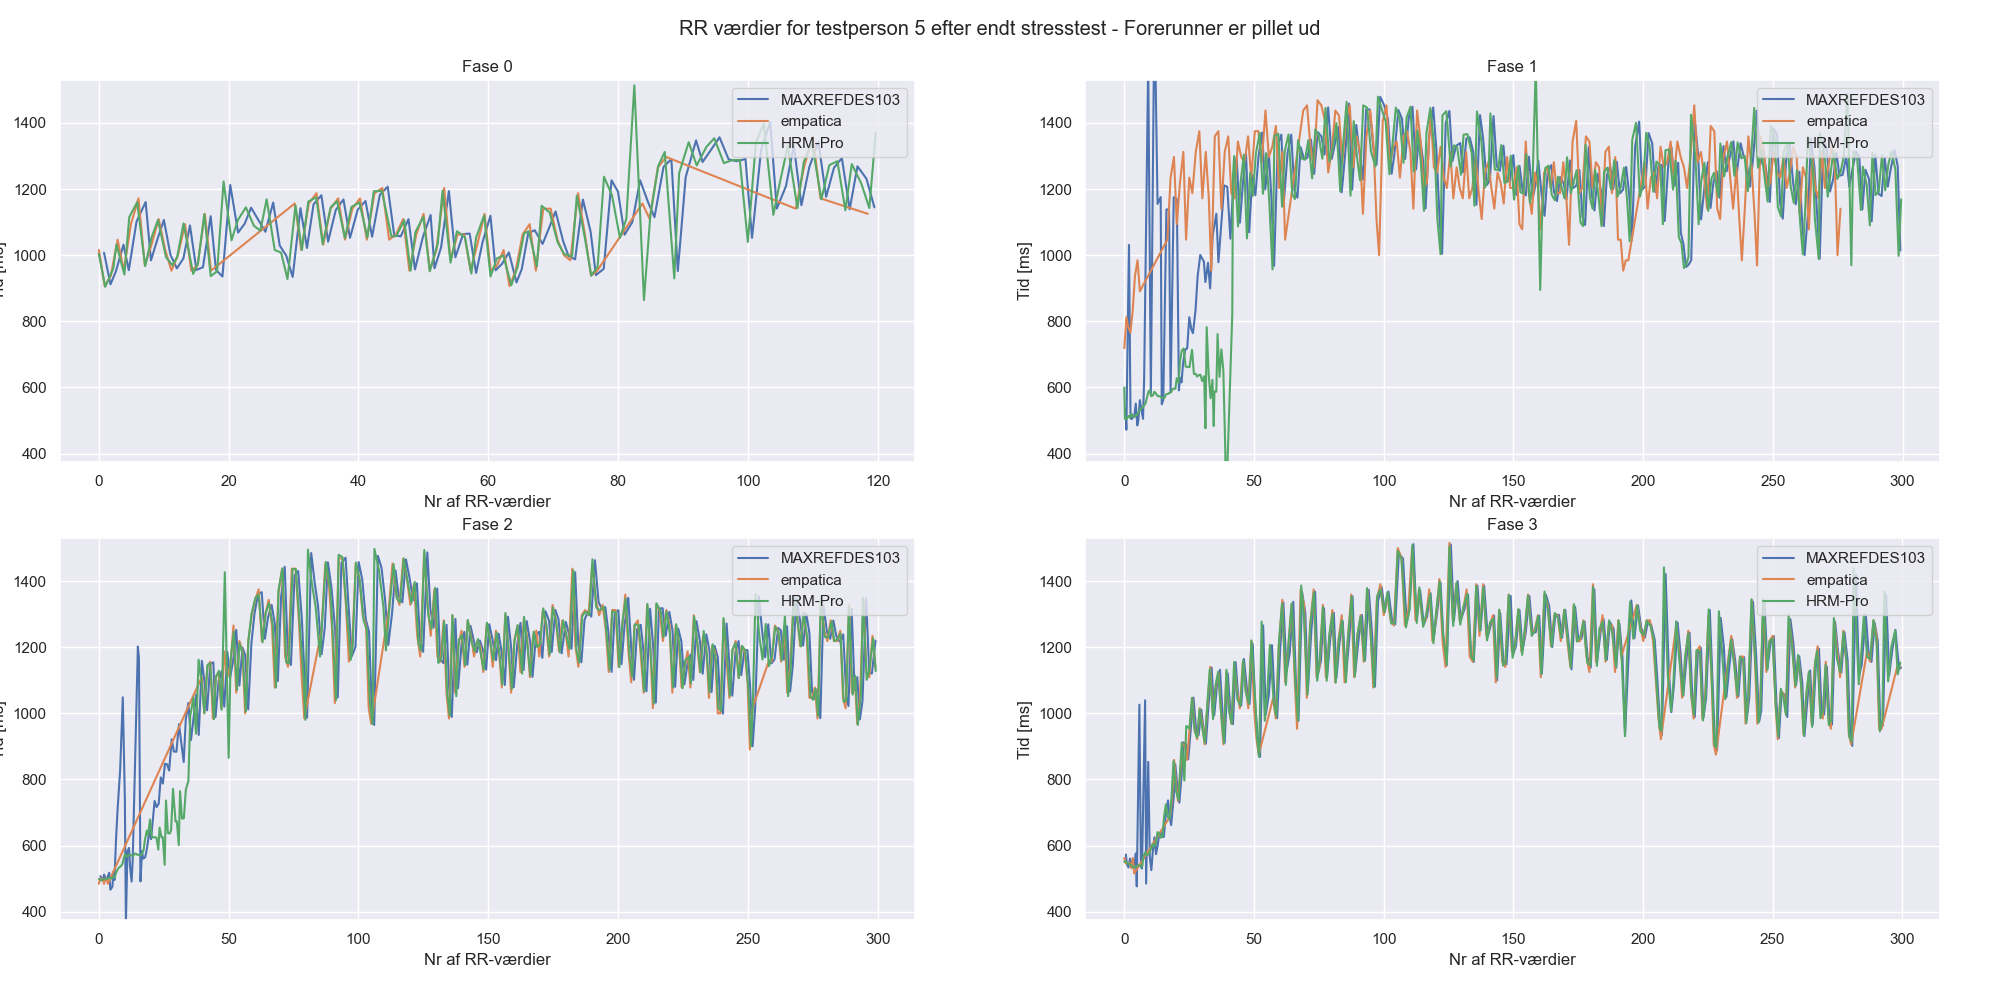 RR værdier for testperson 5 efter endt stresstest - Forerunner er pillet ud
Fase 0
1400
1200
1000
800
600
400
0 20 40 60 80 100 120
Nr af RR-værdier
MAXREFDES103
empatica
HRM-Pro
Fase 1
Tid [ms]
1400
1200
1000
800
600
400
0 50 100 150 200 250 300
Nr af RR-værdier
MAXREFDES103
empatica
HRM-Pro
Fase 2
1400
1200
1000
800
600
400
0 50 100 150 200 250 300
Nr af RR-værdier
MAXREFDES103
empatica
HRM-Pro
Fase 3
Tid [ms]
1400
1200
1000
800
600
400
0 50 100 150 200 250 300
Nr af RR-værdier
MAXREFDES103
empatica
HRM-Pro